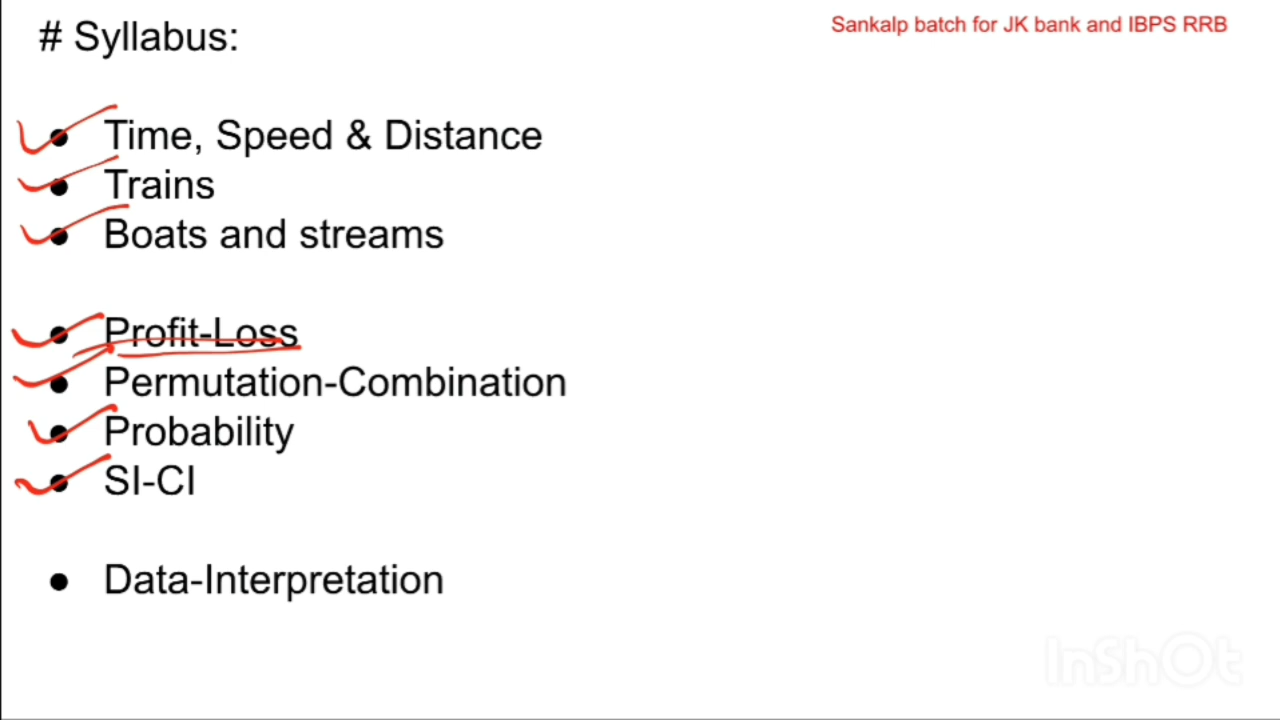 # Syllabus:
Sankalp batch for JK bank and IBPS RRB
● Time, Speed & Distance
● Trains
● Boats and streams
● Profit-Loss
● Permutation-Combination
● Probability
● SI-CI
● Data-Interpretation
InShOt